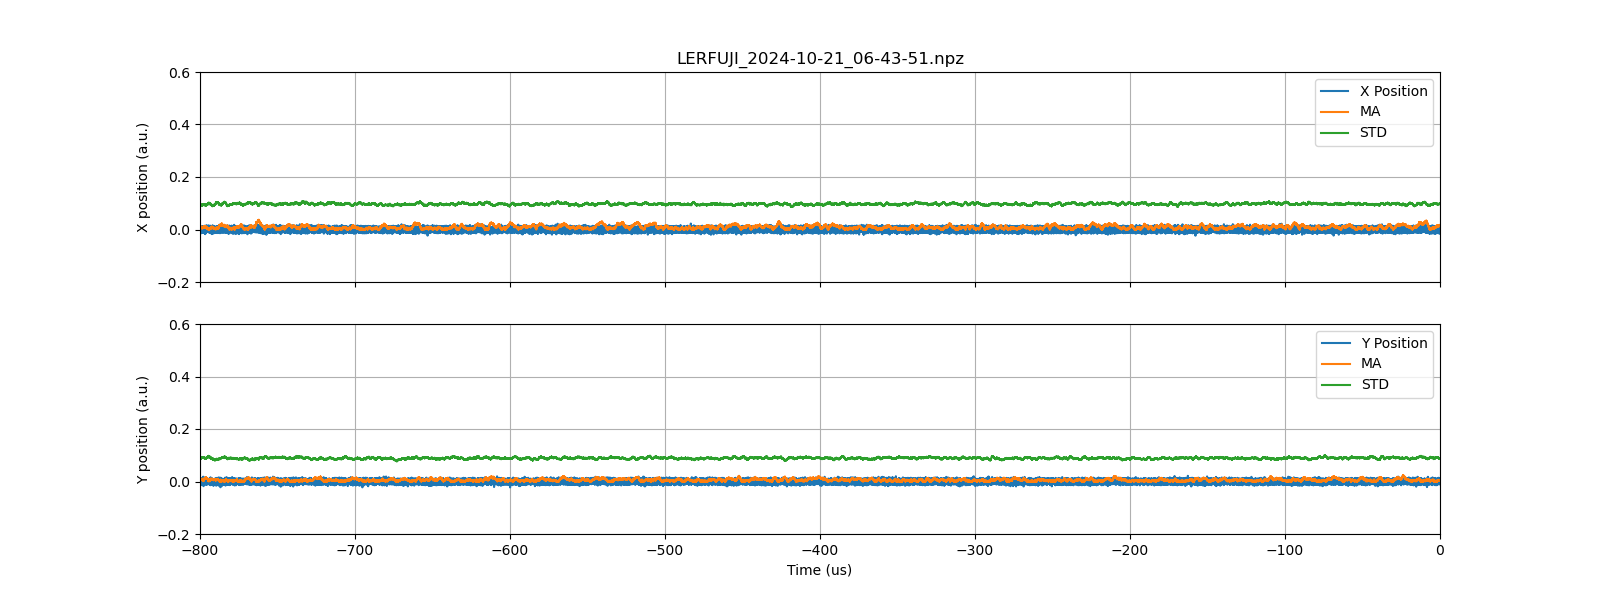 LERFUJI_2024-10-21_06-43-51.npz
0.6
0.4
0.2
0.0
−0.2
X position (a.u.)
X Position
MA
STD
0.6
0.4
0.2
0.0
−0.2
Y position (a.u.)
Y Position
MA
STD
−800 −700 −600 −500 −400 −300 −200 −100 0
Time (us)